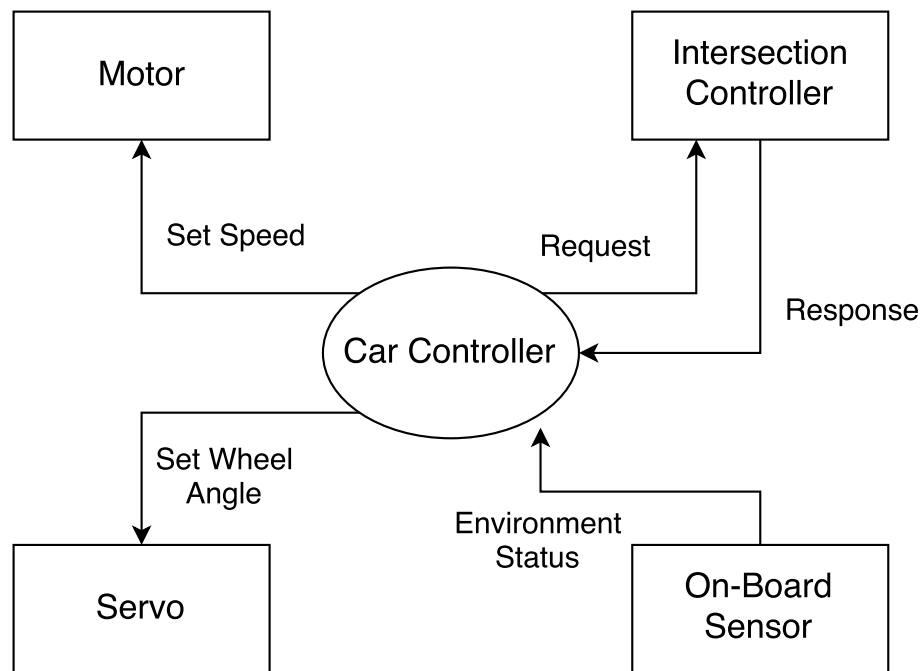 Motor
Intersection
Controller
Set Speed
Request
Response
Car Controller
Set Wheel
Angle
Environment
Status
Servo
On-Board
Sensor